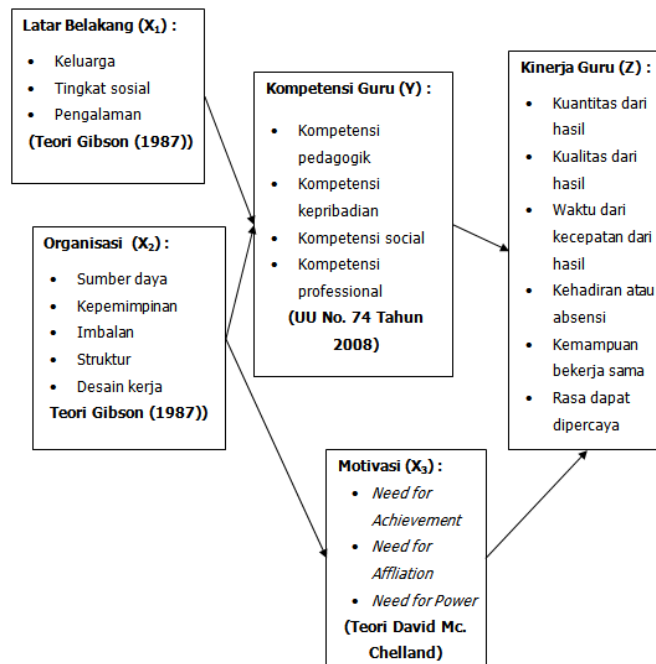 Latar Belakang (X₁) :
• Keluarga
• Tingkat sosial
• Pengalaman
(Teori Gibson (1987))
Organisasi (X₂) :
• Sumber daya
• Kepemimpinan
• Imbalan
• Struktur
• Desain kerja
Teori Gibson (1987))
Kompetensi Guru (Y) :
• Kompetensi
pedagogik
• Kompetensi
kepribadian
• Kompetensi social
• Kompetensi
professional
(UU No. 74 Tahun
2008)
Motivasi (X₃) :
• Need for
Achievement
• Need for
Affliation
• Need for Power
(Teori David Mc.
Chelland)
Kinerja Guru (Z) :
• Kuantitas dari
hasil
• Kualitas dari
hasil
• Waktu dari
kecepatan dari
hasil
• Kehadiran atau
absensi
• Kemampuan
bekerja sama
• Rasa dapat
dipercaya